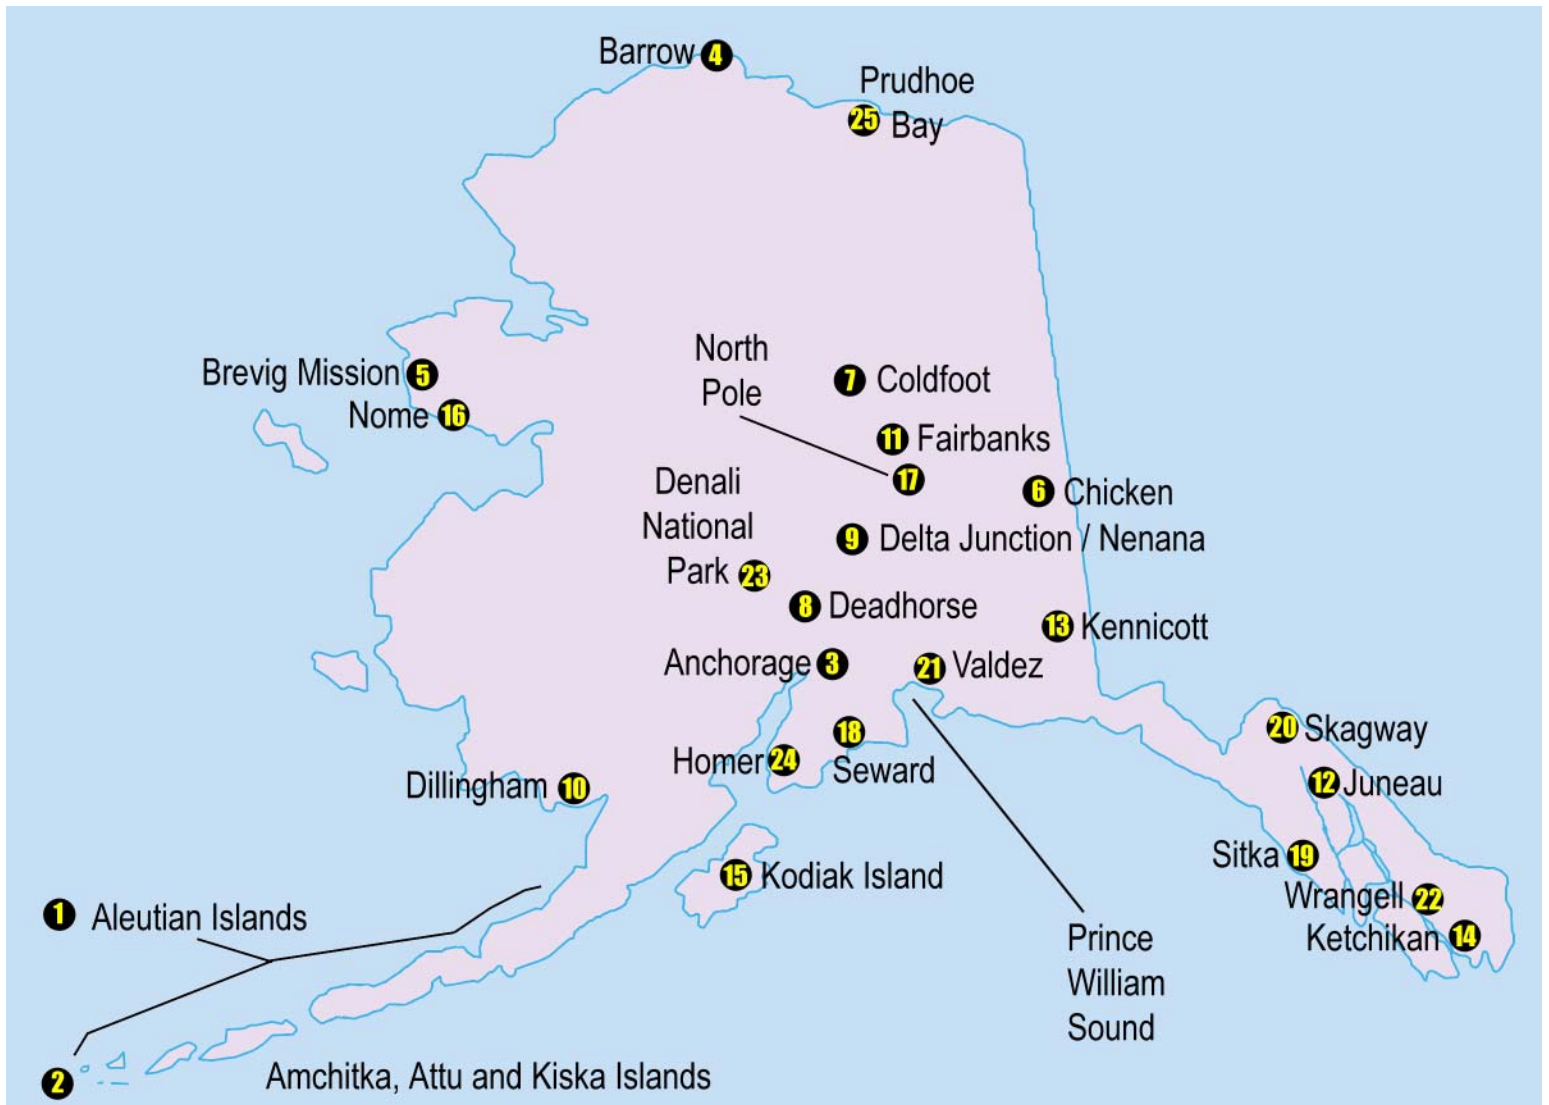 Barrow 4
Prudhoe
25 Bay
North
Pole
7 Coldfoot
Brevig Mission 5
Nome 16
11 Fairbanks
17
Denali
National
Park 23
6 Chicken
9 Delta Junction / Nenana
8 Deadhorse
13 Kennicott
Anchorage 3
21 Valdez
18
Seward
Homer 24
20 Skagway
12 Juneau
Dillingham 10
Sitka 19
15 Kodiak Island
Wrangell 22
Ketchikan 14
1 Aleutian Islands
Prince
William
Sound
2 Amchitka, Attu and Kiska Islands